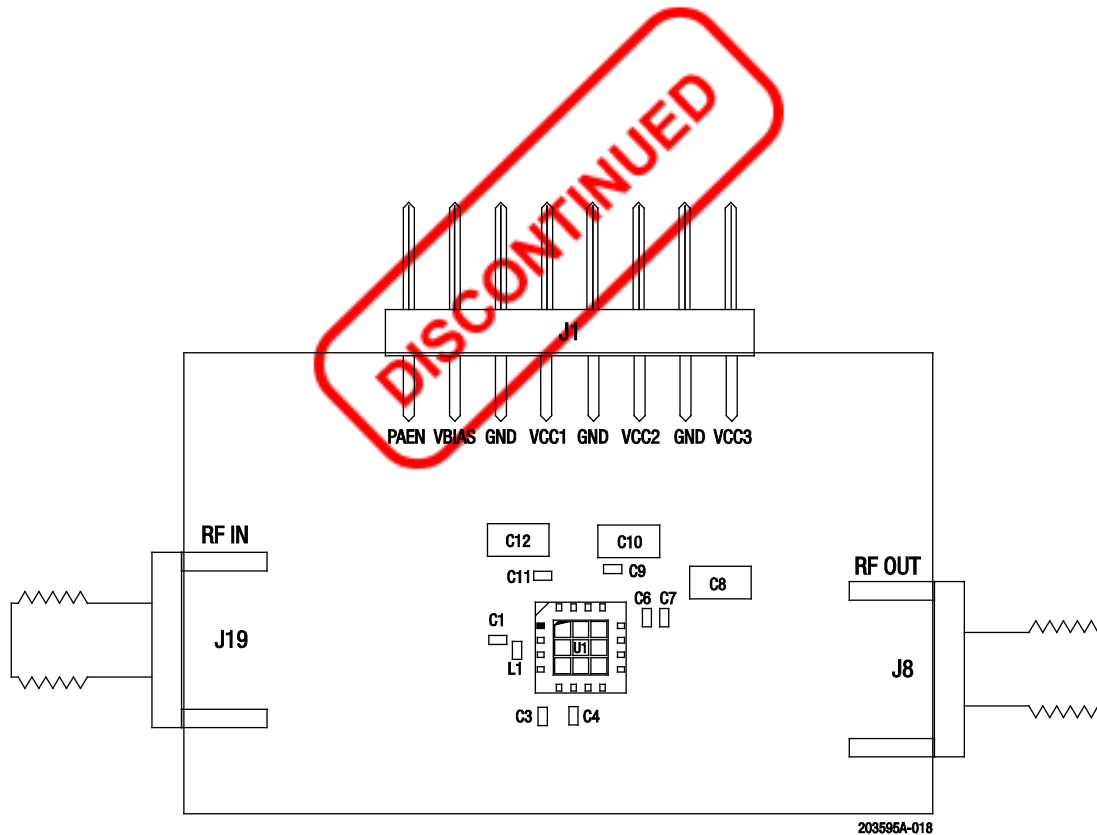 DISCONTINUED
J1
PAEN VBIAS GND VCC1 GND VCC2 GND VCC3
RF IN
C12
C10
C11
C9
C8
RF OUT
C6 C7
C1
J19
L1
U1
J8
C3
C4
203595A-018